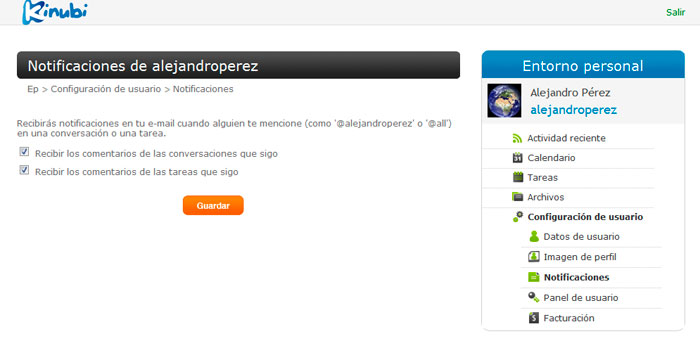 Kinubi
Salir
Notificaciones de alejandroperez
Ep > Configuración de usuario > Notificaciones
Recibirás notificaciones en tu e-mail cuando alguien te mencione (como '@alejandroperez' o '@all')
en una conversación o una tarea.
Recibir los comentarios de las conversaciones que sigo
Recibir los comentarios de las tareas que sigo
Guardar
Entorno personal
Alejandro Pérez
alejandroperez
Actividad reciente
31
Calendario
Tareas
Archivos
Configuración de usuario
Datos de usuario
Imagen de perfil
Notificaciones
Panel de usuario
$
Facturación